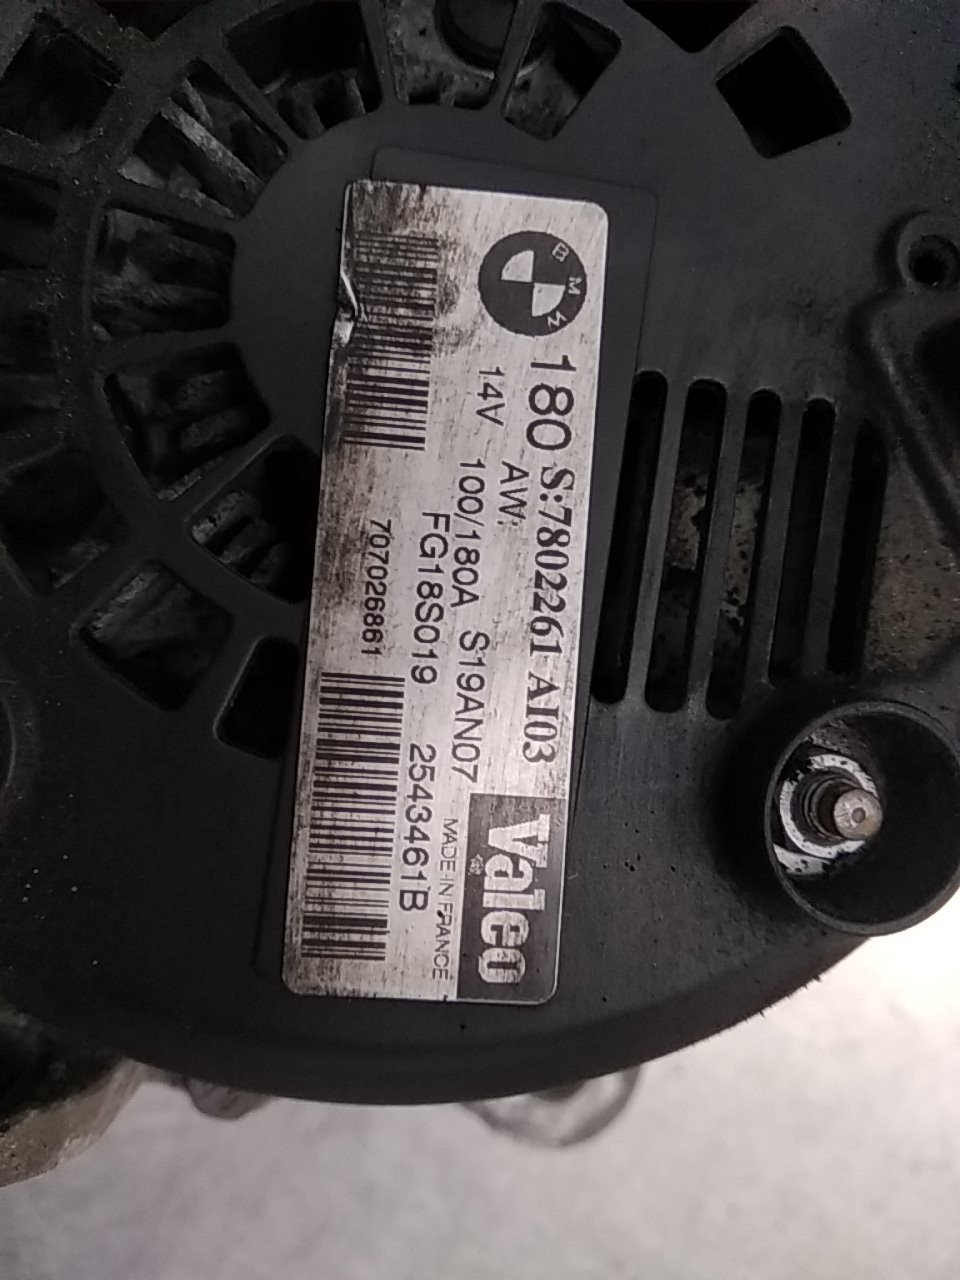 BMW
180 S:7802261 AI03
AW:
14V 100/180A S19AN07
FG18S019 2543461B
707026861
Valeo
MADE IN FRANCE